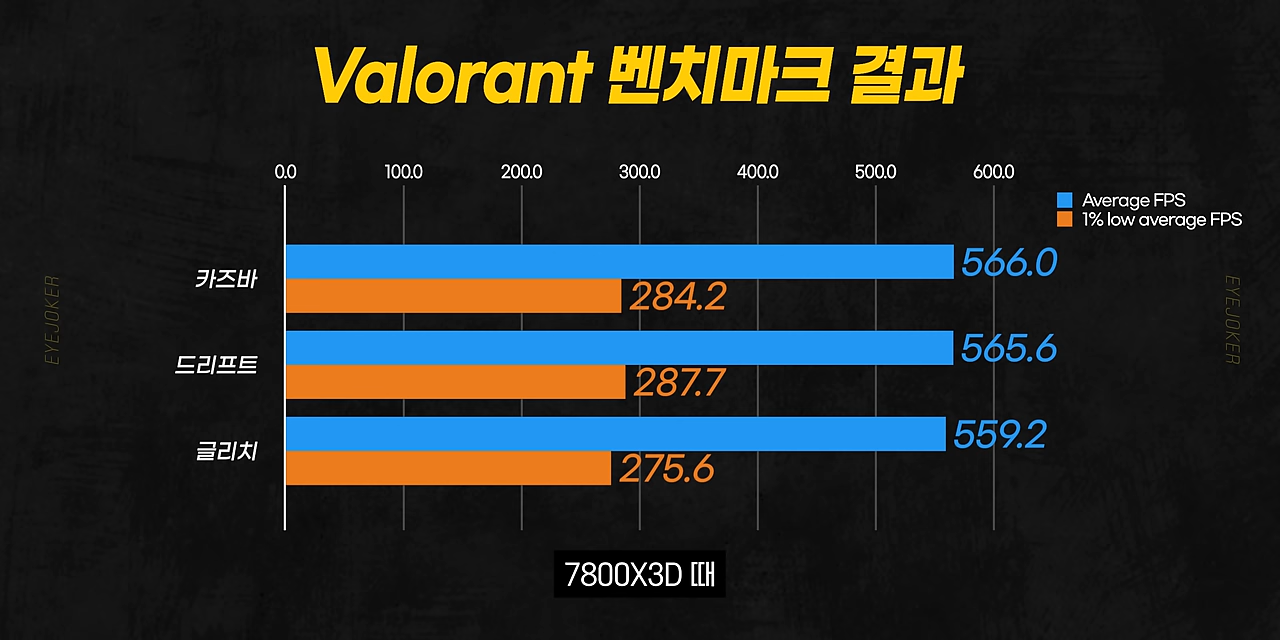 Valorant 벤치마크 결과
0.0 100.0 200.0 300.0 400.0 500.0 600.0
Average FPS
1% low average FPS
카즈바
566.0
284.2
드리프트
565.6
287.7
글리치
559.2
275.6
EYEJOKER
EYEJOKER
7800X3D 때